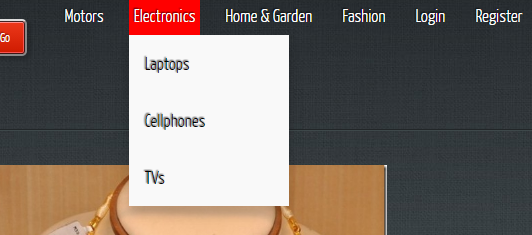 Go
Motors Electronics Home & Garden Fashion Login Register
Laptops
Cellphones
TVs